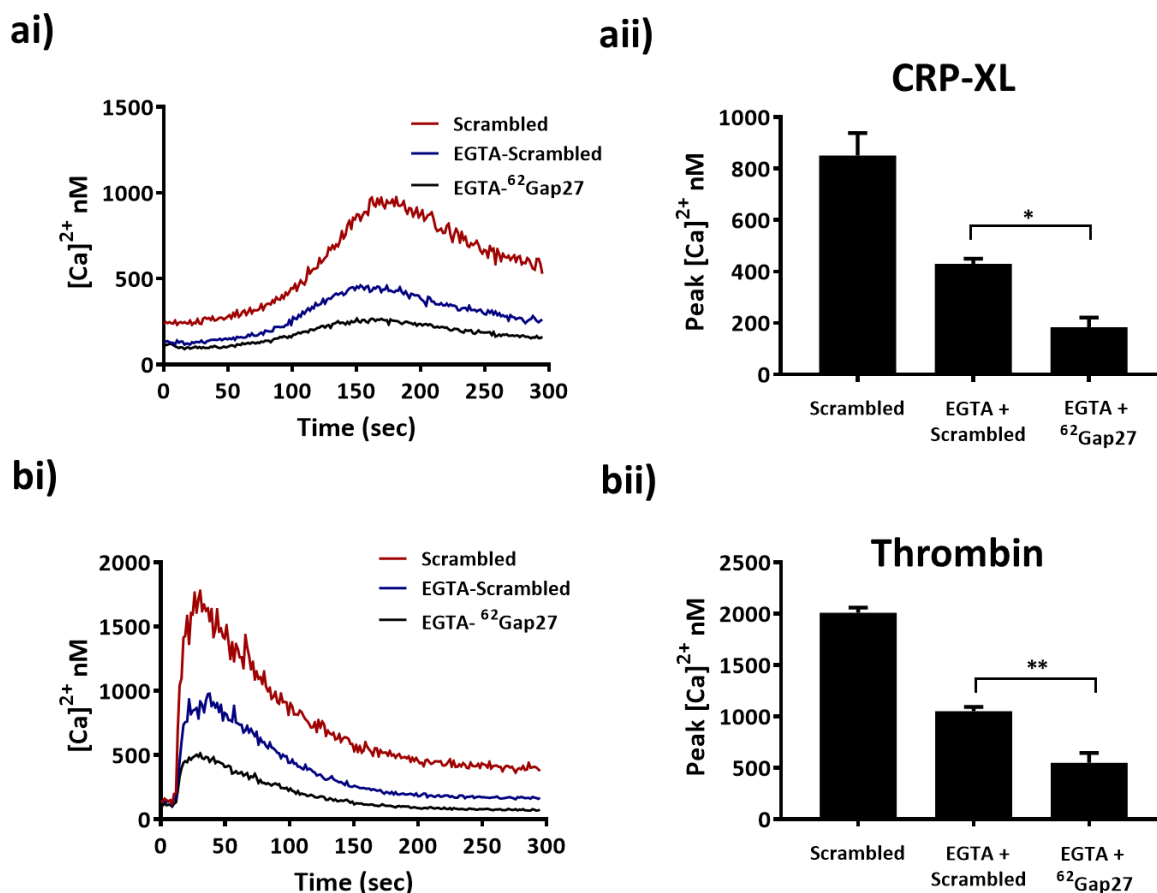 ai)
1500
1000
500
0
[Ca]²⁺ nM
0 50 100 150 200 250 300
Time (sec)
Scrambled
EGTA-Scrambled
EGTA-⁶²Gap27
aii)
CRP-XL
1000
800
600
400
200
0
Peak [Ca]²⁺ nM
*
Scrambled
EGTA +
Scrambled
EGTA +
⁶²Gap27
bi)
2000
1500
1000
500
0
[Ca]²⁺ nM
0 50 100 150 200 250 300
Time (sec)
Scrambled
EGTA-Scrambled
EGTA- ⁶²Gap27
bii)
Thrombin
2500
2000
1500
1000
500
0
Peak [Ca]²⁺ nM
**
Scrambled
EGTA +
Scrambled
EGTA +
⁶²Gap27